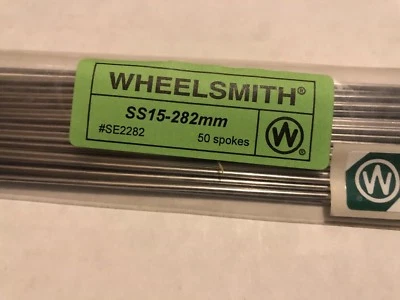 WHEELSMITH®
SS15-282mm
#SE2282 50 spokes
W®
W